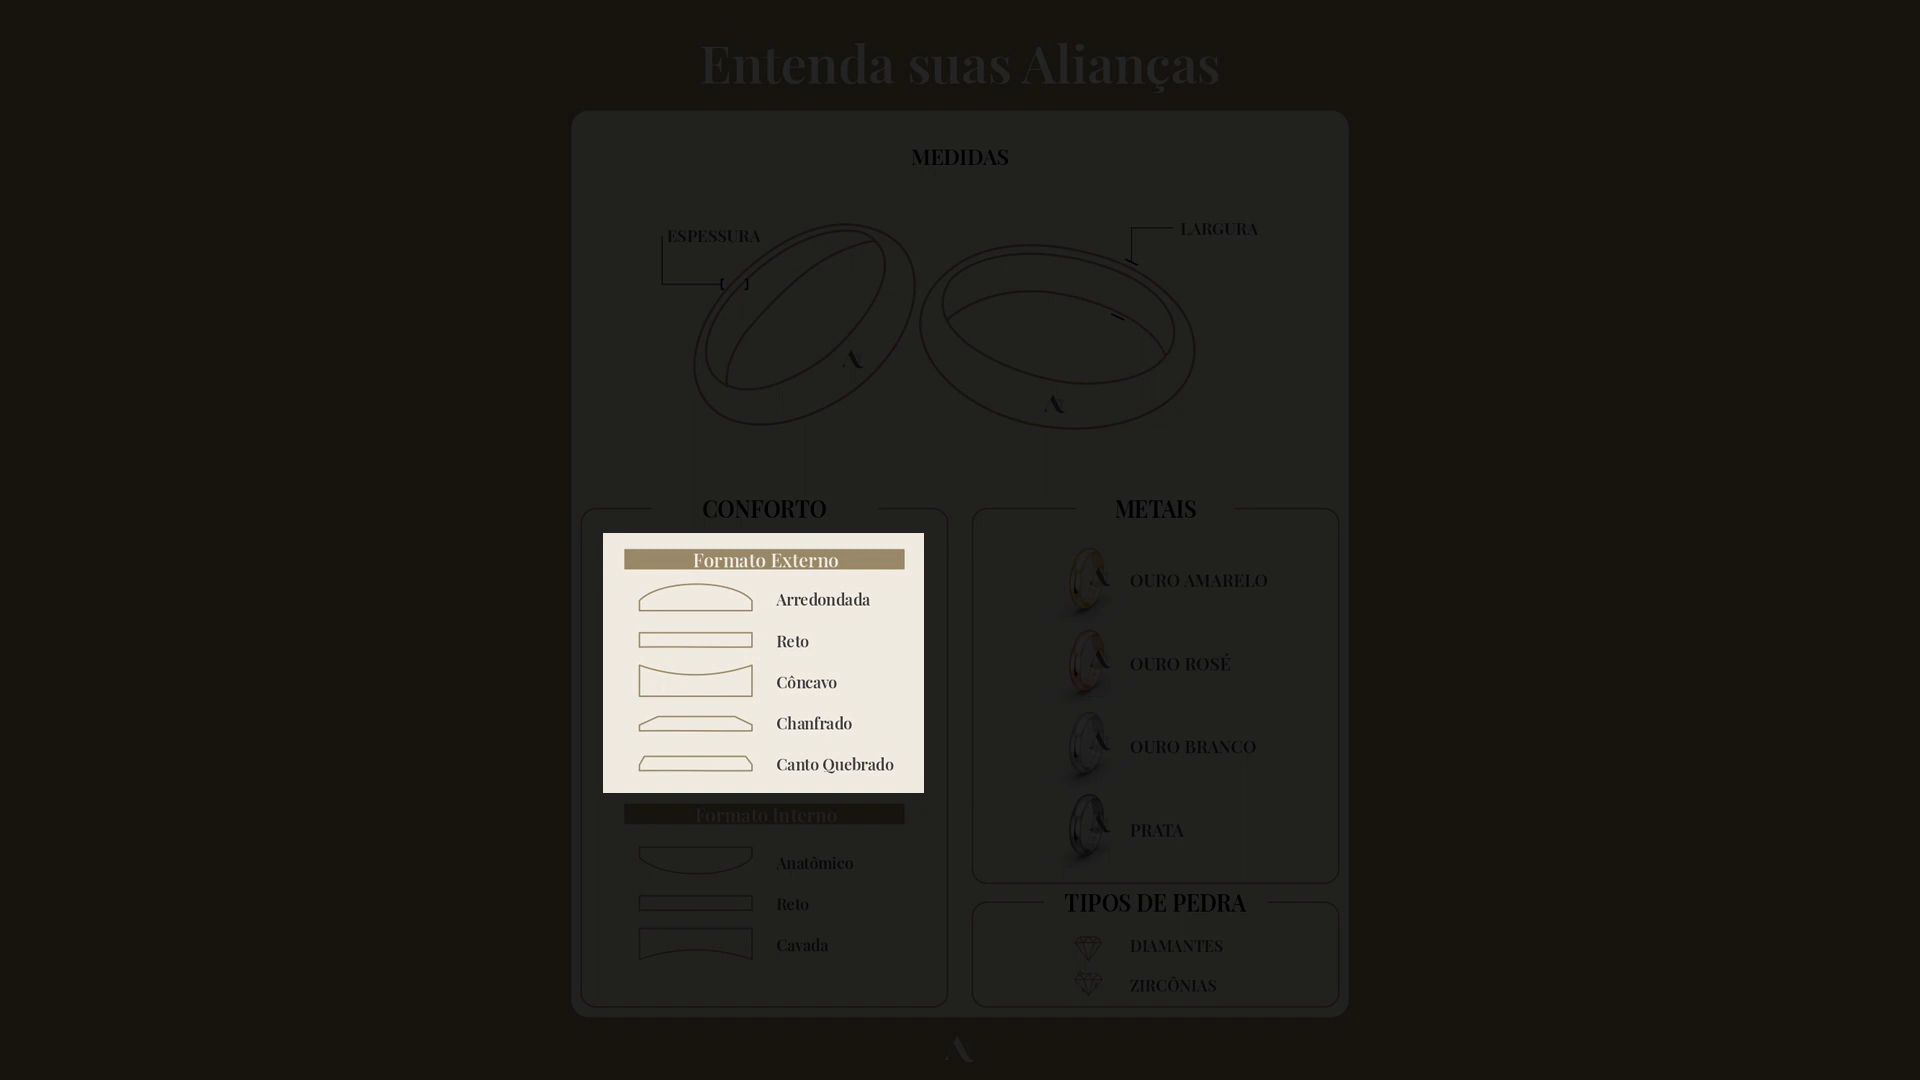 Entenda suas Alianças
MEDIDAS
ESPESSURA
LARGURA
CONFORTO
Formato Externo
Arredondada
Reto
Côncavo
Chanfrado
Canto Quebrado
Formato Interno
Anatômico
Reto
Cavada
METAIS
OURO AMARELO
OURO ROSÉ
OURO BRANCO
PRATA
TIPOS DE PEDRA
DIAMANTES
ZIRCÔNIAS